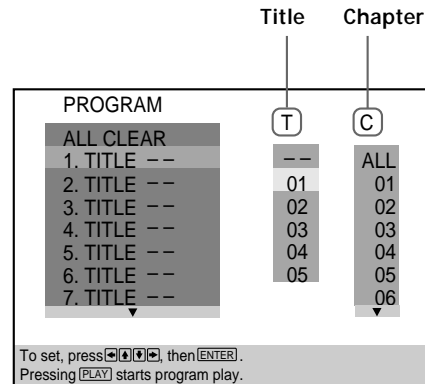 Title Chapter
PROGRAM
T C
ALL CLEAR
1. TITLE – – – – ALL
2. TITLE – – 01 01
3. TITLE – – 02 02
4. TITLE – – 03 03
5. TITLE – – 04 04
6. TITLE – – 05 05
7. TITLE – – 06
To set, press ←↑↓→, then ENTER.
Pressing PLAY starts program play.